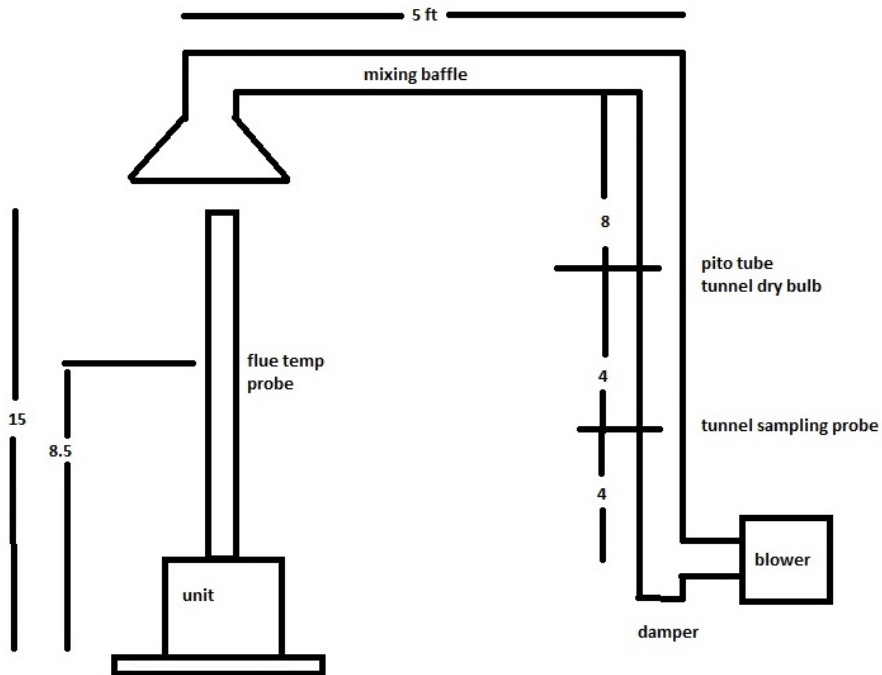 5 ft
mixing baffle
8
pito tube
tunnel dry bulb
flue temp
probe
4
15
tunnel sampling probe
8.5
4
blower
unit
damper